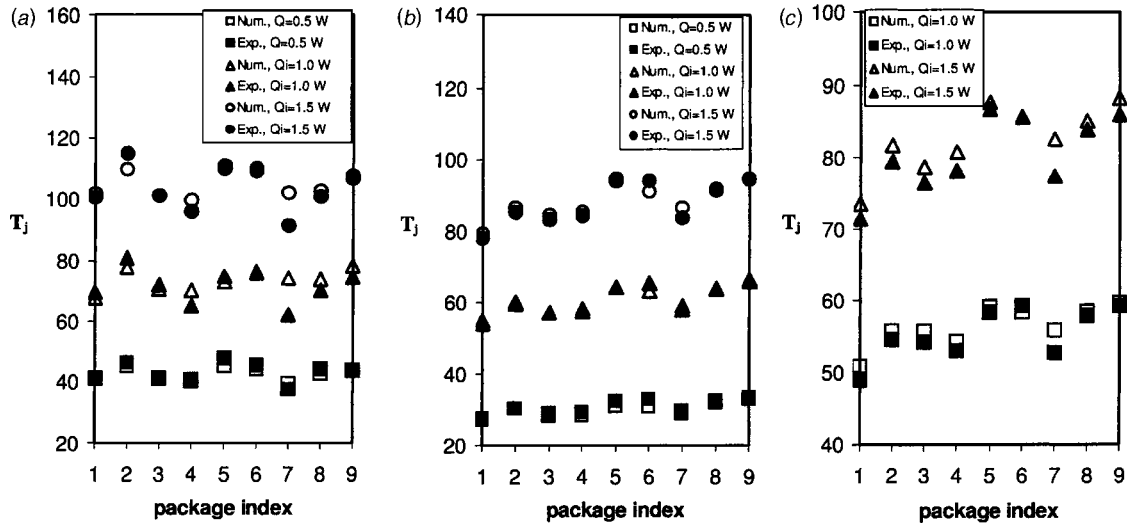 (a)
160
140
120
100
80
60
40
20
T_j
Num., Q=0.5 W
Exp., Q=0.5 W
Num., Qi=1.0 W
Exp., Qi=1.0 W
Num., Qi=1.5 W
Exp., Qi=1.5 W
1 2 3 4 5 6 7 8 9
package index
(b)
140
120
100
80
60
40
20
T_j
Num., Q=0.5 W
Exp., Q=0.5 W
Num., Qi=1.0 W
Exp., Qi=1.0 W
Num., Qi=1.5 W
Exp., Qi=1.5 W
1 2 3 4 5 6 7 8 9
package index
(c)
100
90
80
70
60
50
40
T_j
Num., Qi=1.0 W
Exp., Qi=1.0 W
Num., Qi=1.5 W
Exp., Qi=1.5 W
1 2 3 4 5 6 7 8 9
package index